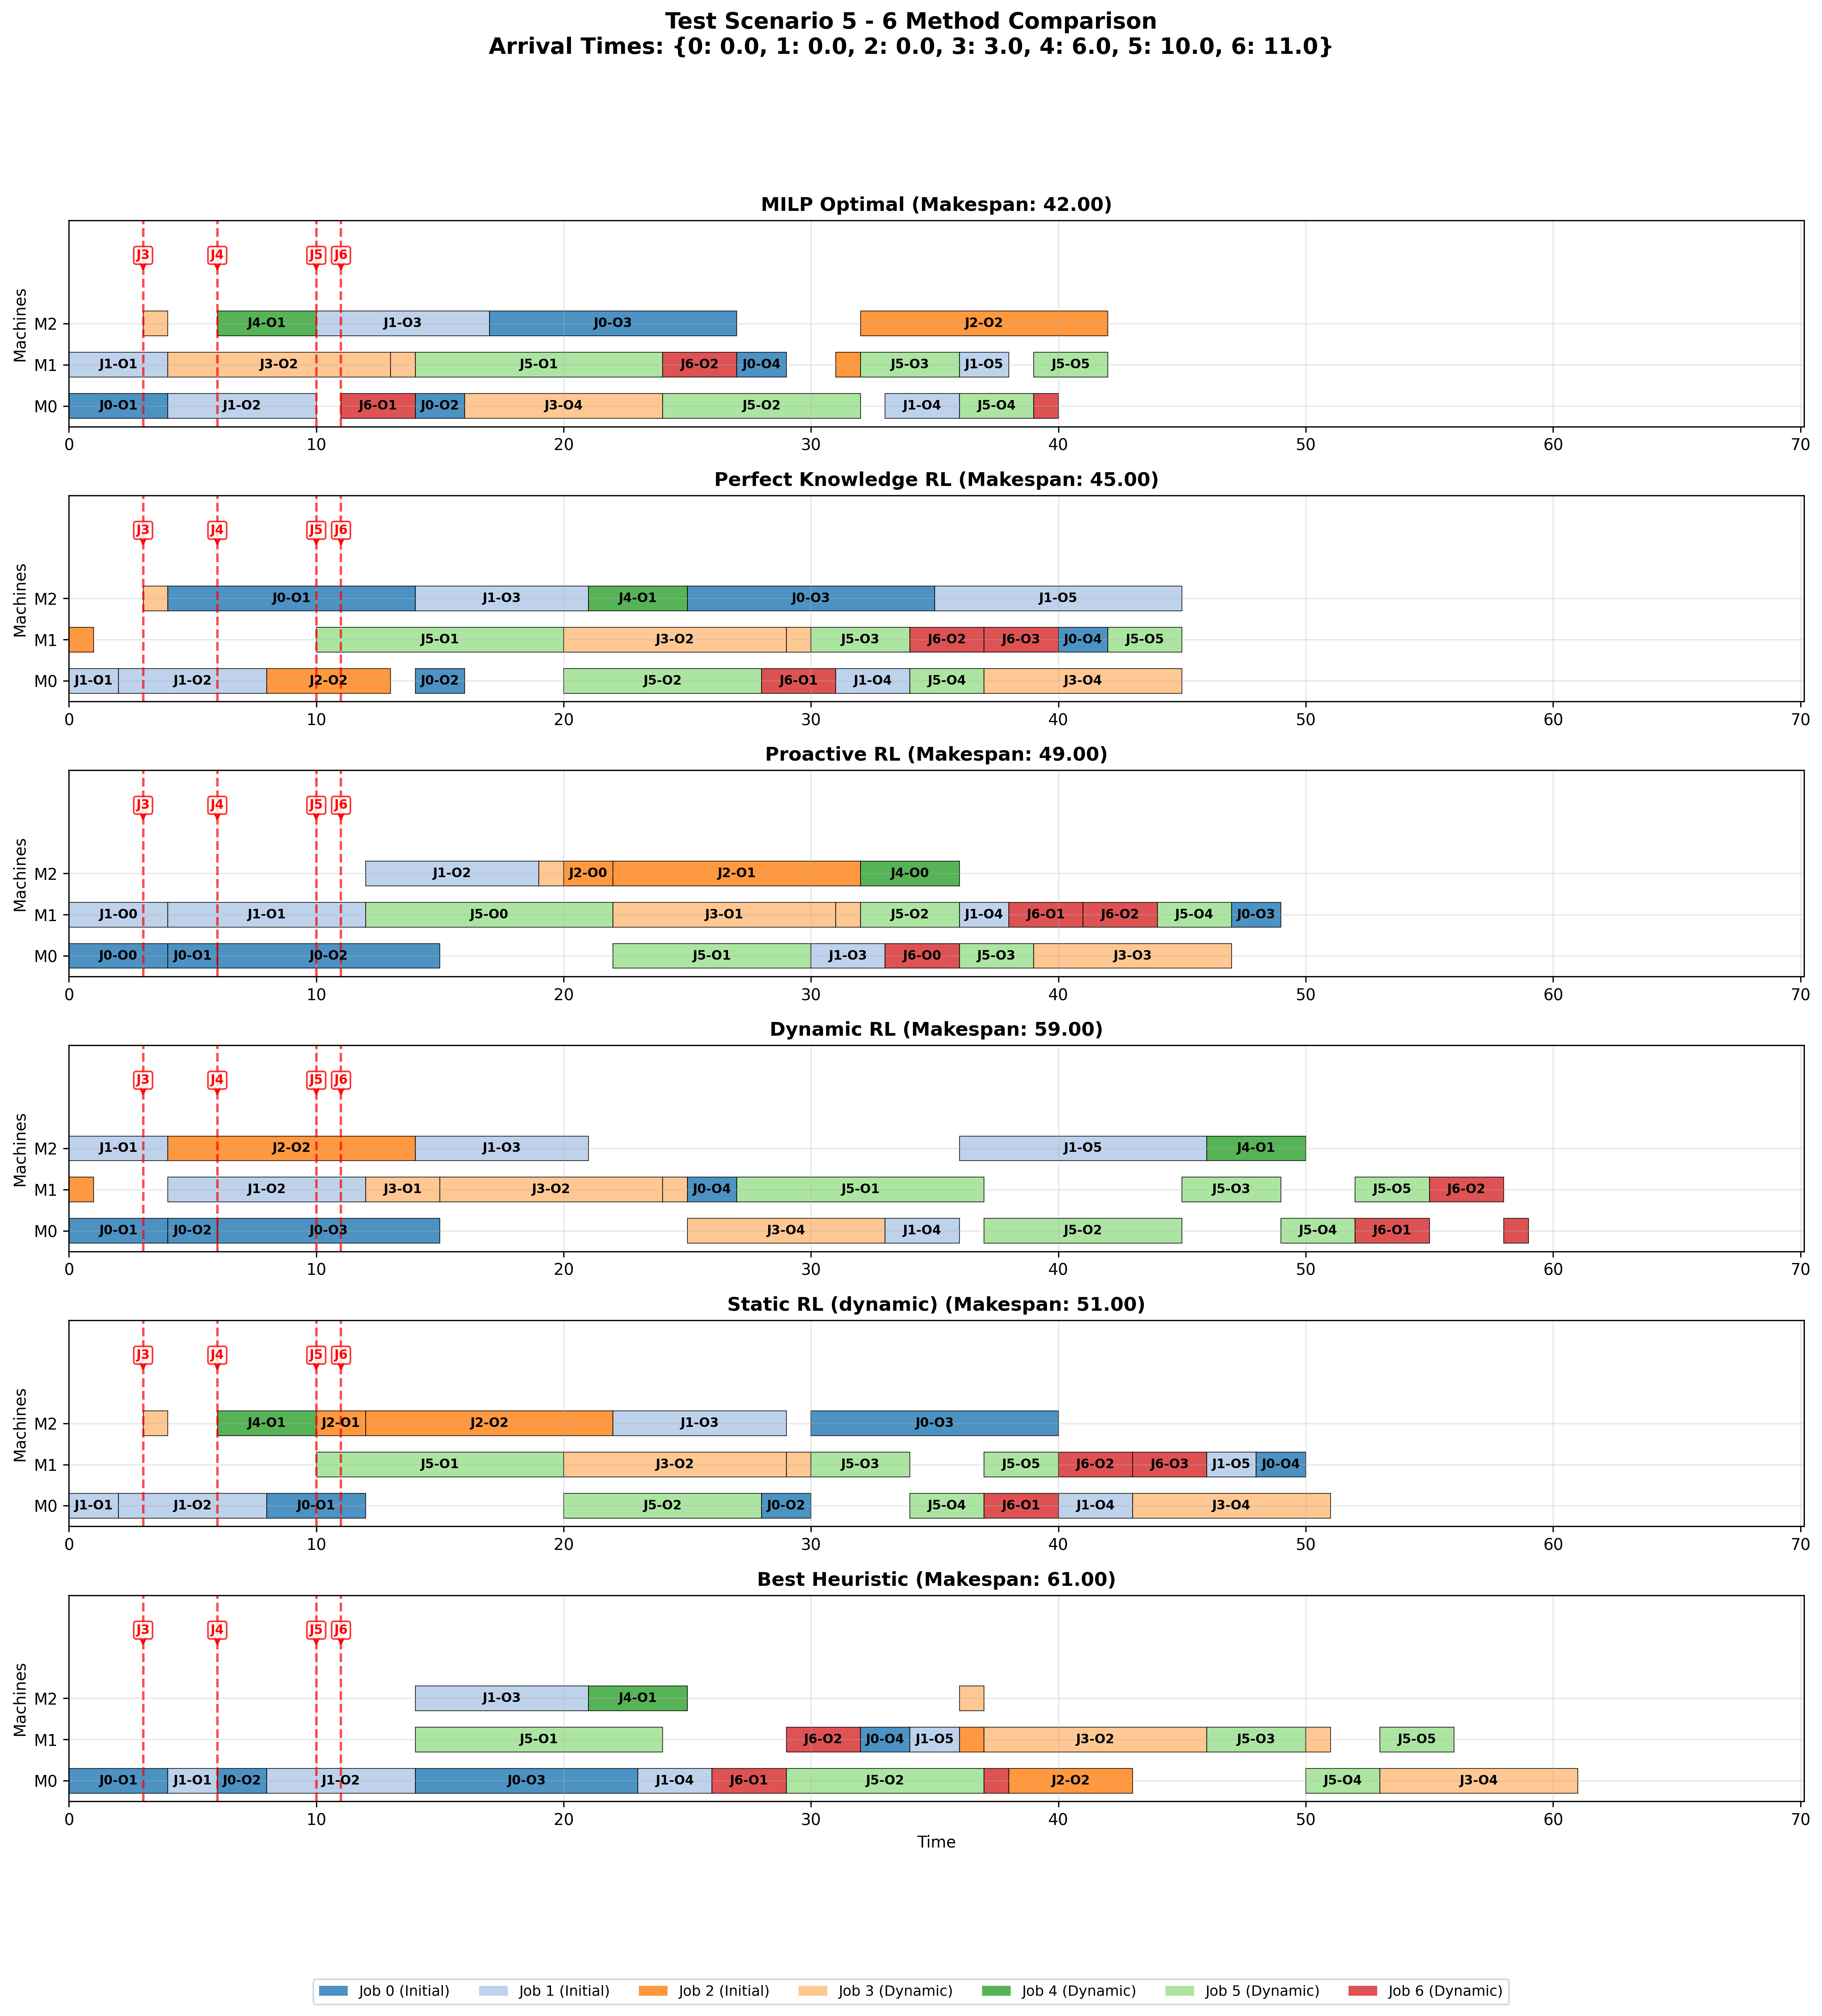 Test Scenario 5 - 6 Method Comparison
Arrival Times: {0: 0.0, 1: 0.0, 2: 0.0, 3: 3.0, 4: 6.0, 5: 10.0, 6: 11.0}
MILP Optimal (Makespan: 42.00)
J3 J4 J5 J6
Machines
M2 J4-O1 J1-O3 J0-O3 J2-O2
M1 J1-O1 J3-O2 J5-O1 J6-O2 J0-O4 J5-O3 J1-O5 J5-O5
M0 J0-O1 J1-O2 J6-O1 J0-O2 J3-O4 J5-O2 J1-O4 J5-O4
0 10 20 30 40 50 60 70
Perfect Knowledge RL (Makespan: 45.00)
J3 J4 J5 J6
Machines
M2 J0-O1 J1-O3 J4-O1 J0-O3 J1-O5
M1 J5-O1 J3-O2 J5-O3 J6-O2 J6-O3 J0-O4 J5-O5
M0 J1-O1 J1-O2 J2-O2 J0-O2 J5-O2 J6-O1 J1-O4 J5-O4 J3-O4
0 10 20 30 40 50 60 70
Proactive RL (Makespan: 49.00)
J3 J4 J5 J6
Machines
M2 J1-O2 J2-O0 J2-O1 J4-O0
M1 J1-O0 J1-O1 J5-O0 J3-O1 J5-O2 J1-O4 J6-O1 J6-O2 J5-O4 J0-O3
M0 J0-O0 J0-O1 J0-O2 J5-O1 J1-O3 J6-O0 J5-O3 J3-O3
0 10 20 30 40 50 60 70
Dynamic RL (Makespan: 59.00)
J3 J4 J5 J6
Machines
M2 J1-O1 J2-O2 J1-O3 J1-O5 J4-O1
M1 J1-O2 J3-O1 J3-O2 J0-O4 J5-O1 J5-O3 J5-O5 J6-O2
M0 J0-O1 J0-O2 J0-O3 J3-O4 J1-O4 J5-O2 J5-O4 J6-O1
0 10 20 30 40 50 60 70
Static RL (dynamic) (Makespan: 51.00)
J3 J4 J5 J6
Machines
M2 J4-O1 J2-O1 J2-O2 J1-O3 J0-O3
M1 J5-O1 J3-O2 J5-O3 J5-O5 J6-O2 J6-O3 J1-O5 J0-O4
M0 J1-O1 J1-O2 J0-O1 J5-O2 J0-O2 J5-O4 J6-O1 J1-O4 J3-O4
0 10 20 30 40 50 60 70
Best Heuristic (Makespan: 61.00)
J3 J4 J5 J6
Machines
M2 J1-O3 J4-O1
M1 J5-O1 J6-O2 J0-O4 J1-O5 J3-O2 J5-O3 J5-O5
M0 J0-O1 J1-O1 J0-O2 J1-O2 J0-O3 J1-O4 J6-O1 J5-O2 J2-O2 J5-O4 J3-O4
0 10 20 30 40 50 60 70
Time
Job 0 (Initial) Job 1 (Initial) Job 2 (Initial) Job 3 (Dynamic) Job 4 (Dynamic) Job 5 (Dynamic) Job 6 (Dynamic)